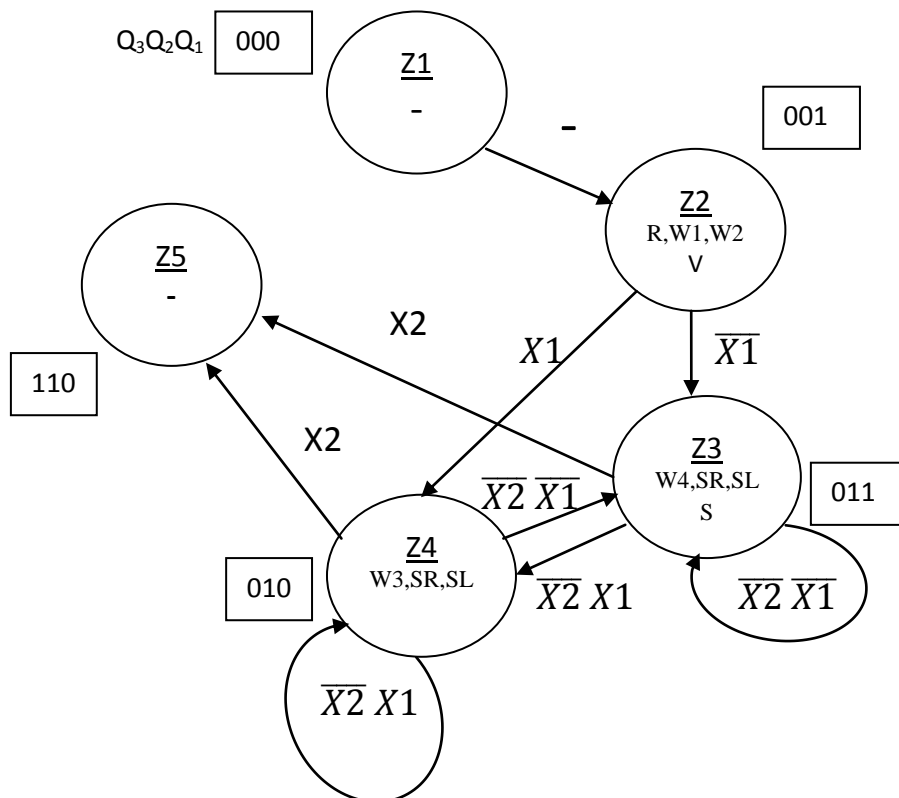 Q₃Q₂Q₁ 000
Z1
-
-
001
Z2
R,W1,W2
V
Z5
-
X2
X1
X̅1̅
110
X2
Z3
W4,SR,SL
S
011
X̅2̅ X̅1̅
Z4
W3,SR,SL
010
X̅2̅ X1
X̅2̅ X̅1̅
X̅2̅ X1